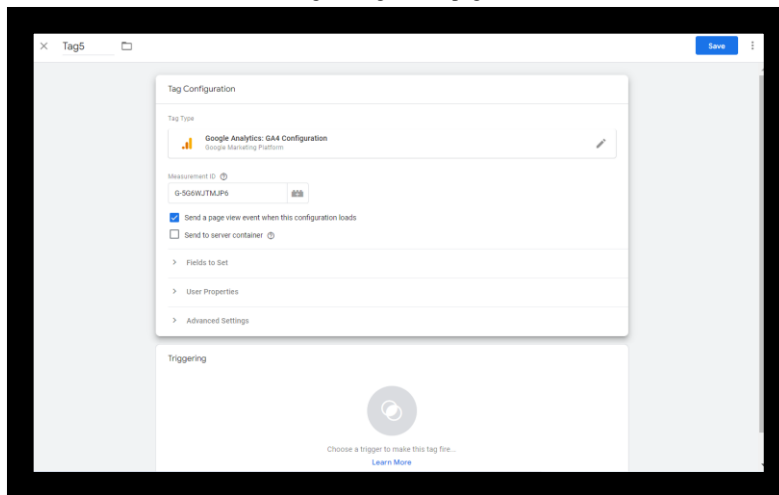 Tag5
Save
Tag Configuration
Tag Type
Google Analytics: GA4 Configuration
Google Marketing Platform
Measurement ID
G-5G6WJTMJP6
Send a page view event when this configuration loads
Send to server container
Fields to Set
User Properties
Advanced Settings
Triggering
Choose a trigger to make this tag fire...
Learn More